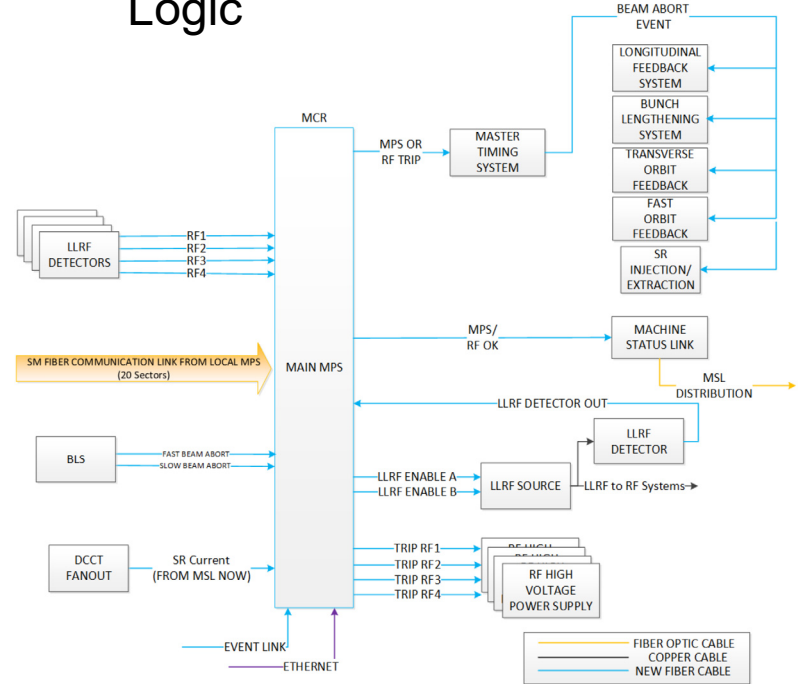 Logic
BEAM ABORT
EVENT
LONGITUDINAL
FEEDBACK
SYSTEM
BUNCH
LENGTHENING
SYSTEM
TRANSVERSE
ORBIT
FEEDBACK
FAST
ORBIT
FEEDBACK
SR
INJECTION/
EXTRACTION
MCR
MPS OR
RF TRIP
MASTER
TIMING
SYSTEM
LLRF
DETECTORS
RF1
RF2
RF3
RF4
MPS/
RF OK
MACHINE
STATUS LINK
SM FIBER COMMUNICATION LINK FROM LOCAL MPS
(20 Sectors)
MAIN MPS
MSL
DISTRIBUTION
LLRF DETECTOR OUT
LLRF
DETECTOR
BLS
FAST BEAM ABORT
SLOW BEAM ABORT
LLRF ENABLE A
LLRF ENABLE B
LLRF SOURCE
LLRF to RF Systems
DCCT
FANOUT
SR Current
(FROM MSL NOW)
TRIP RF1
TRIP RF2
TRIP RF3
TRIP RF4
RF HIGH
RF HIGH
RF HIGH
VOLTAGE
POWER SUPPLY
EVENT LINK
ETHERNET
FIBER OPTIC CABLE
COPPER CABLE
NEW FIBER CABLE